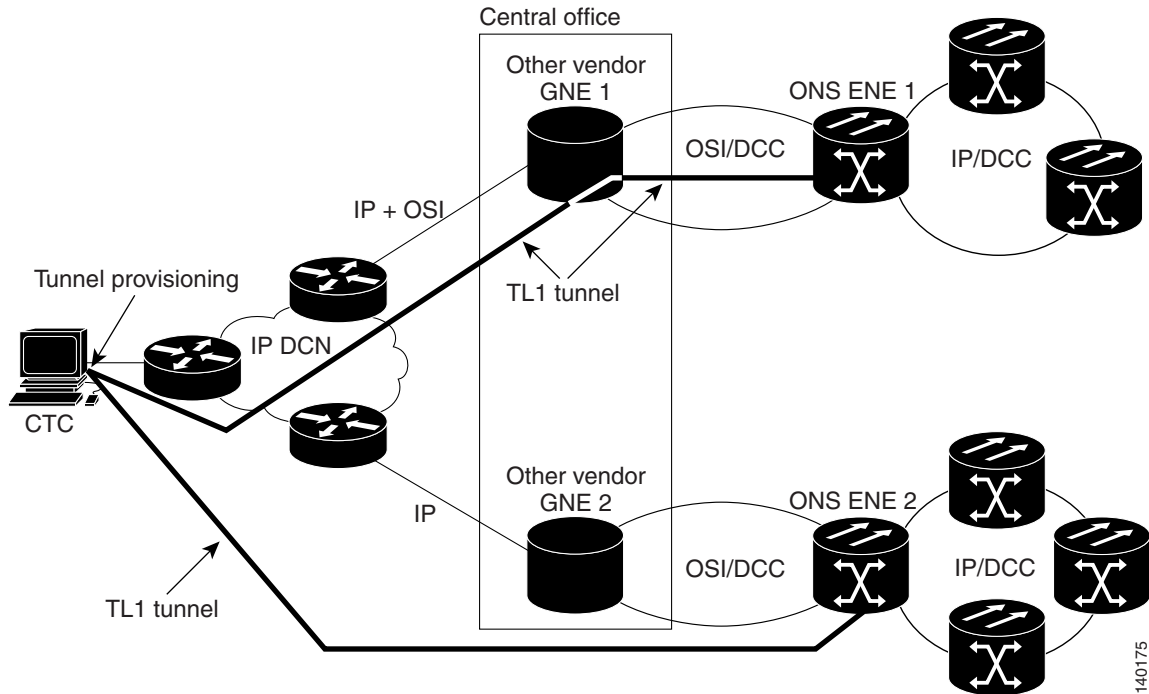 Central office
Other vendor
GNE 1
ONS ENE 1
OSI/DCC
IP/DCC
IP + OSI
Tunnel provisioning
TL1 tunnel
IP DCN
CTC
Other vendor
GNE 2
ONS ENE 2
IP
OSI/DCC
IP/DCC
TL1 tunnel
140175